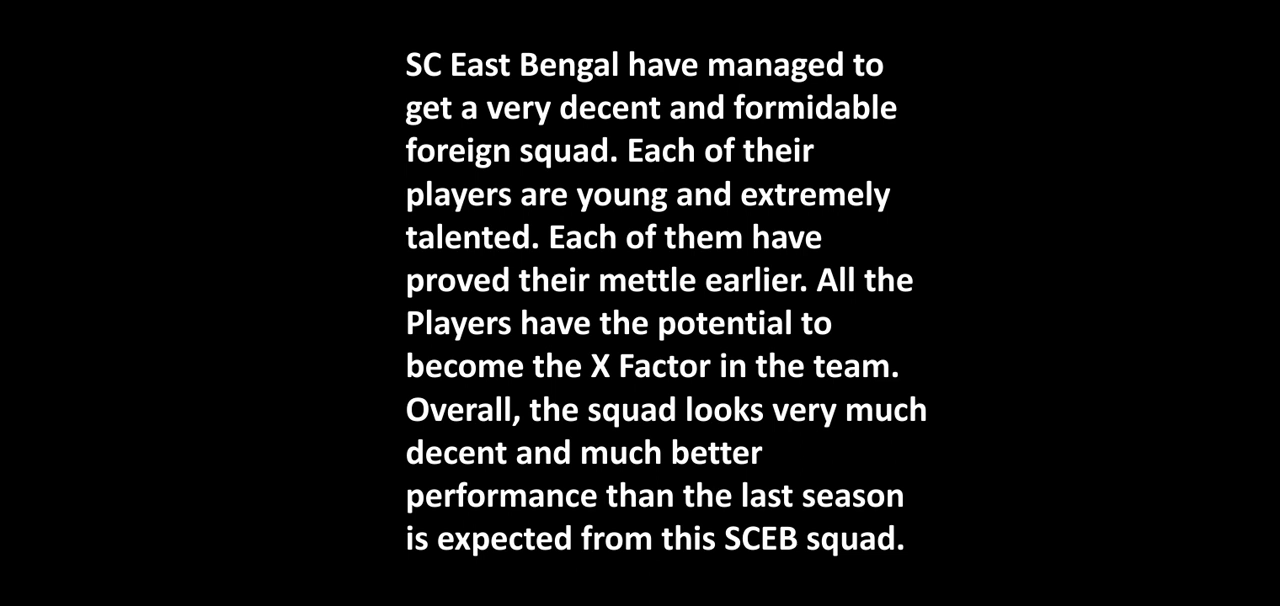 SC East Bengal have managed to
get a very decent and formidable
foreign squad. Each of their
players are young and extremely
talented. Each of them have
proved their mettle earlier. All the
Players have the potential to
become the X Factor in the team.
Overall, the squad looks very much
decent and much better
performance than the last season
is expected from this SCEB squad.